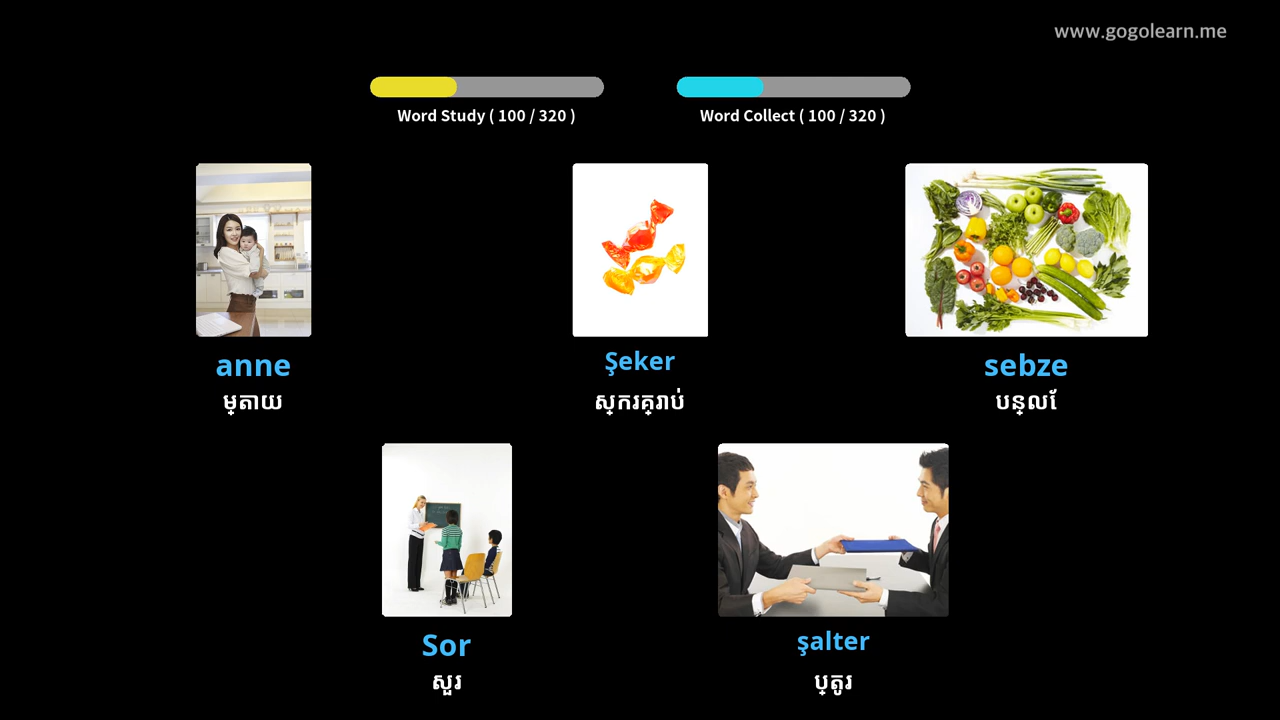 www.gogolearn.me
Word Study ( 100 / 320 )
Word Collect ( 100 / 320 )
anne
Şeker
sebze
ម្តាយ
ស្ករគ្រាប់
បន្លែ
Sor
şalter
សួរ
ប្តូរ